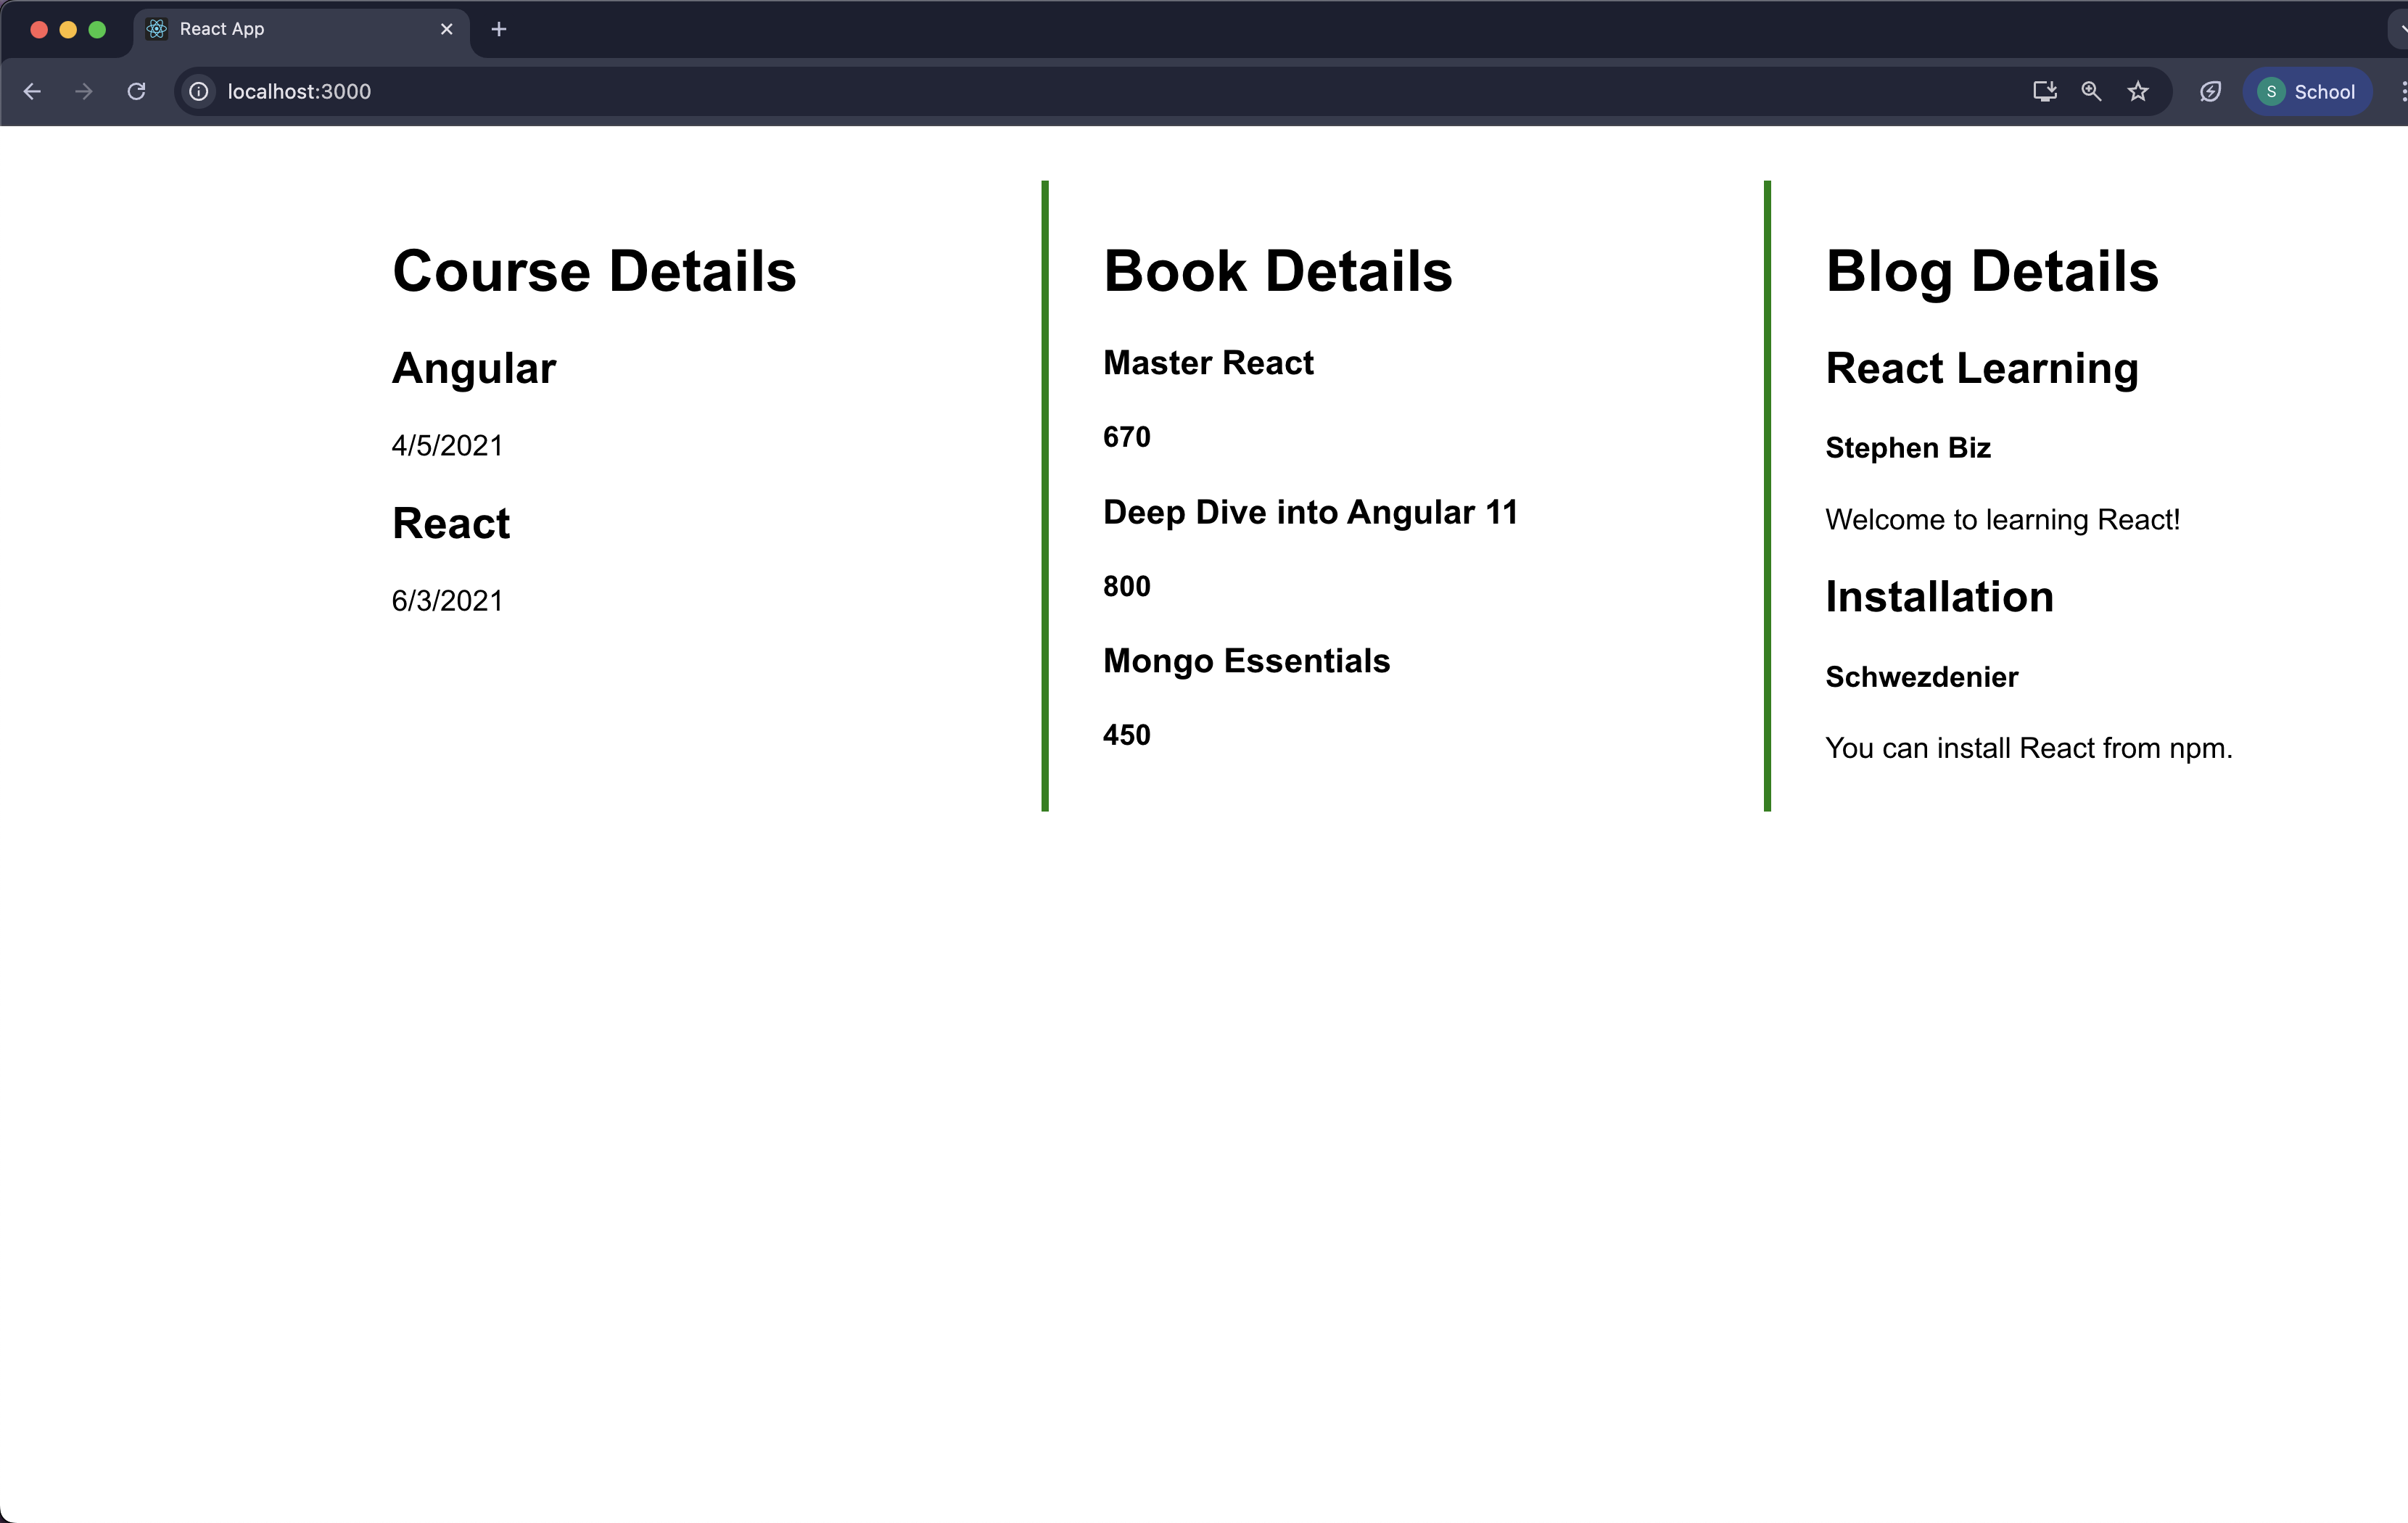 React App
localhost:3000
S School
Course Details
Angular
4/5/2021
React
6/3/2021
Book Details
Master React
670
Deep Dive into Angular 11
800
Mongo Essentials
450
Blog Details
React Learning
Stephen Biz
Welcome to learning React!
Installation
Schwezdenier
You can install React from npm.